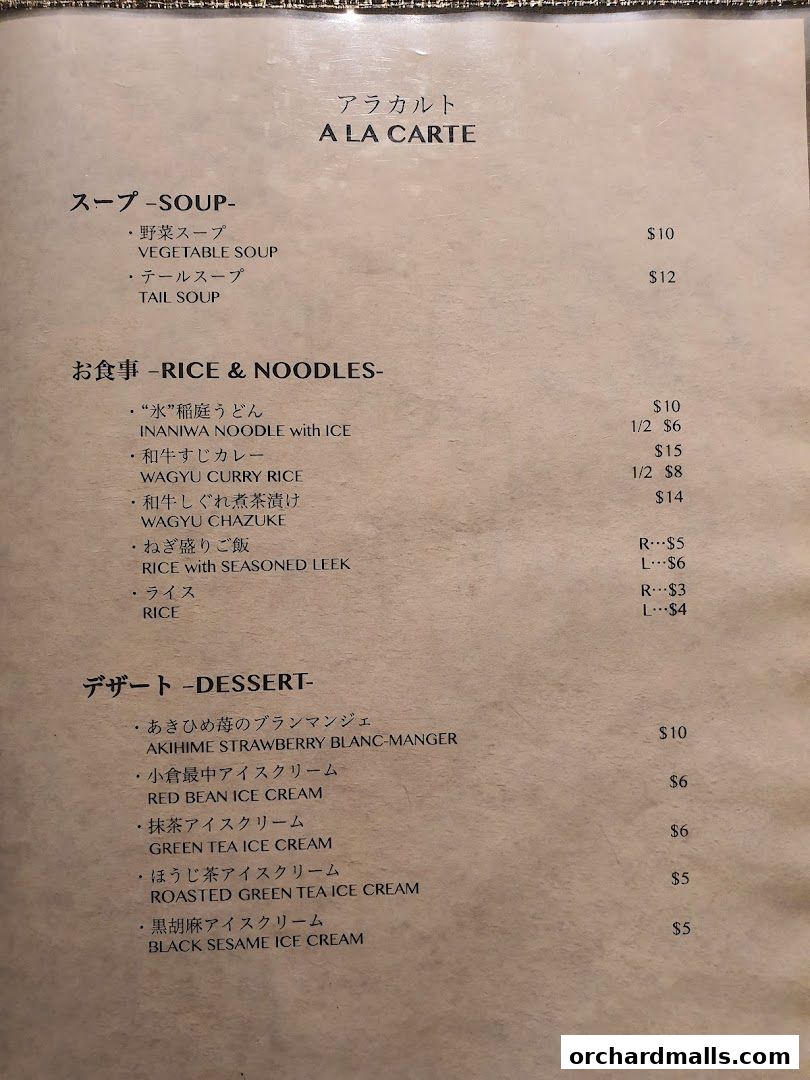 アラカルト
A LA CARTE
スープ –SOUP-
・野菜スープ $10
VEGETABLE SOUP
・テールスープ $12
TAIL SOUP
お食事 –RICE & NOODLES-
・“氷”稲庭うどん $10
INANIWA NOODLE with ICE 1/2 $6
・和牛すじカレー $15
WAGYU CURRY RICE 1/2 $8
・和牛しぐれ煮茶漬け $14
WAGYU CHAZUKE
・ねぎ盛りご飯 R…$5
RICE with SEASONED LEEK L…$6
・ライス R…$3
RICE L…$4
デザート –DESSERT-
・あきひめ苺のブランマンジェ $10
AKIHIME STRAWBERRY BLANC-MANGER
・小倉最中アイスクリーム $6
RED BEAN ICE CREAM
・抹茶アイスクリーム $6
GREEN TEA ICE CREAM
・ほうじ茶アイスクリーム $5
ROASTED GREEN TEA ICE CREAM
・黒胡麻アイスクリーム $5
BLACK SESAME ICE CREAM
orchardmalls.com